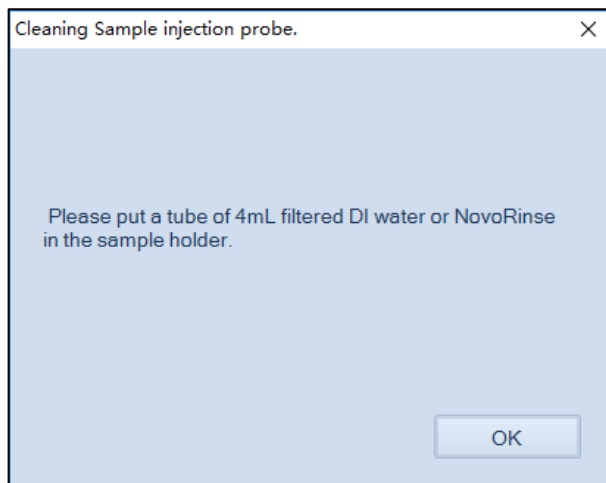 Cleaning Sample injection probe.
Please put a tube of 4mL filtered DI water or NovoRinse
in the sample holder.
OK